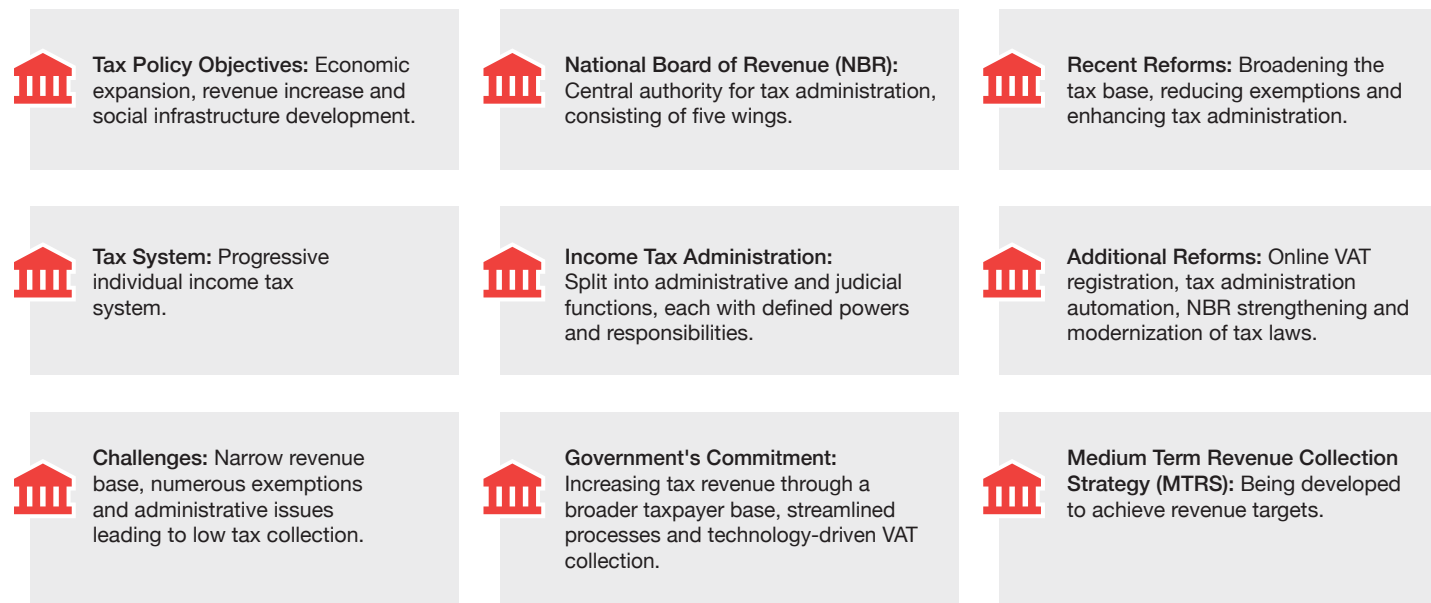 Tax Policy Objectives: Economic
expansion, revenue increase and
social infrastructure development.
National Board of Revenue (NBR):
Central authority for tax administration,
consisting of five wings.
Recent Reforms: Broadening the
tax base, reducing exemptions and
enhancing tax administration.
Tax System: Progressive
individual income tax
system.
Income Tax Administration:
Split into administrative and judicial
functions, each with defined powers
and responsibilities.
Additional Reforms: Online VAT
registration, tax administration
automation, NBR strengthening and
modernization of tax laws.
Challenges: Narrow revenue
base, numerous exemptions
and administrative issues
leading to low tax collection.
Government's Commitment:
Increasing tax revenue through a
broader taxpayer base, streamlined
processes and technology-driven VAT
collection.
Medium Term Revenue Collection
Strategy (MTRS): Being developed
to achieve revenue targets.